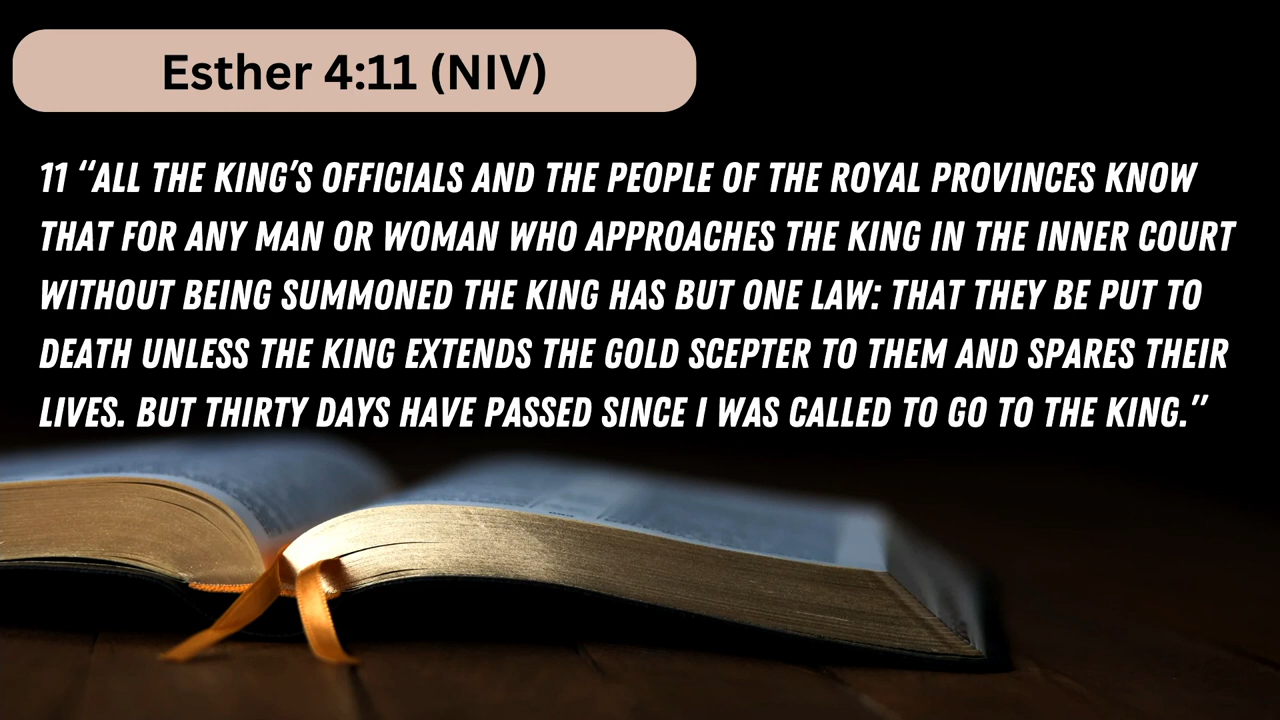 Esther 4:11 (NIV)
11 “ALL THE KING’S OFFICIALS AND THE PEOPLE OF THE ROYAL PROVINCES KNOW
THAT FOR ANY MAN OR WOMAN WHO APPROACHES THE KING IN THE INNER COURT
WITHOUT BEING SUMMONED THE KING HAS BUT ONE LAW: THAT THEY BE PUT TO
DEATH UNLESS THE KING EXTENDS THE GOLD SCEPTER TO THEM AND SPARES THEIR
LIVES. BUT THIRTY DAYS HAVE PASSED SINCE I WAS CALLED TO GO TO THE KING.”